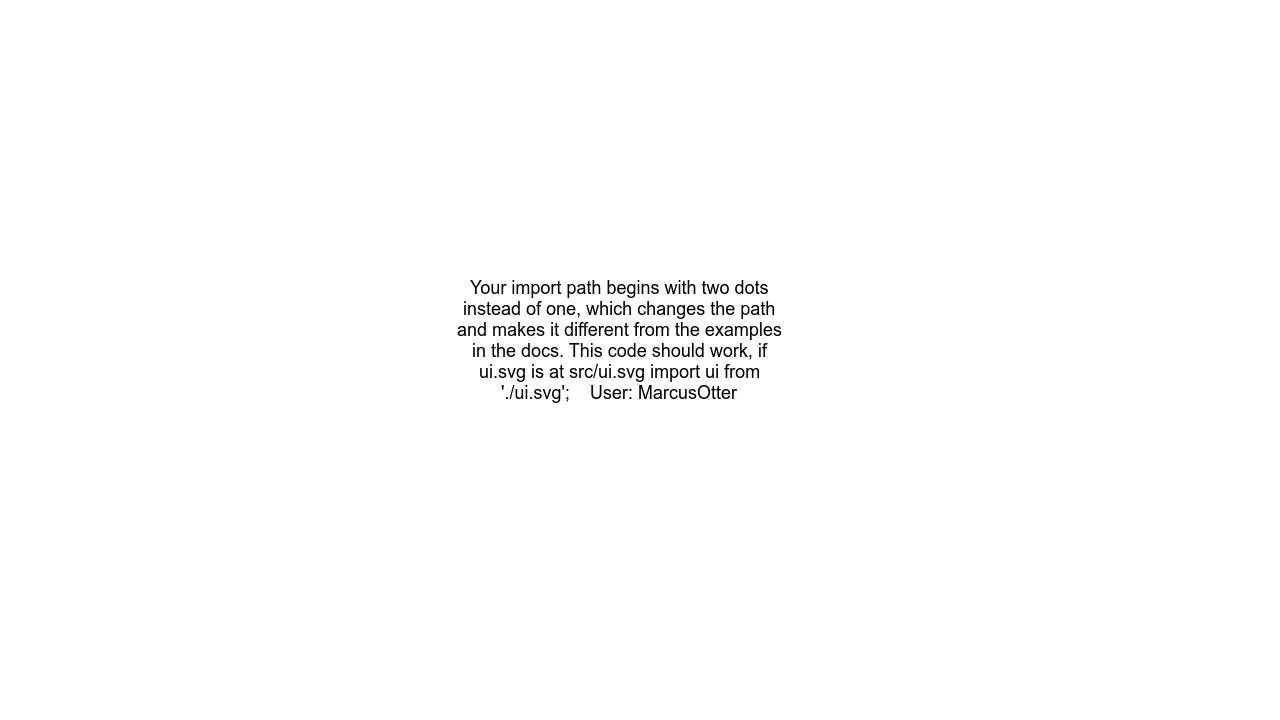 Your import path begins with two dots
instead of one, which changes the path
and makes it different from the examples
in the docs. This code should work, if
ui.svg is at src/ui.svg import ui from
'./ui.svg';    User: MarcusOtter